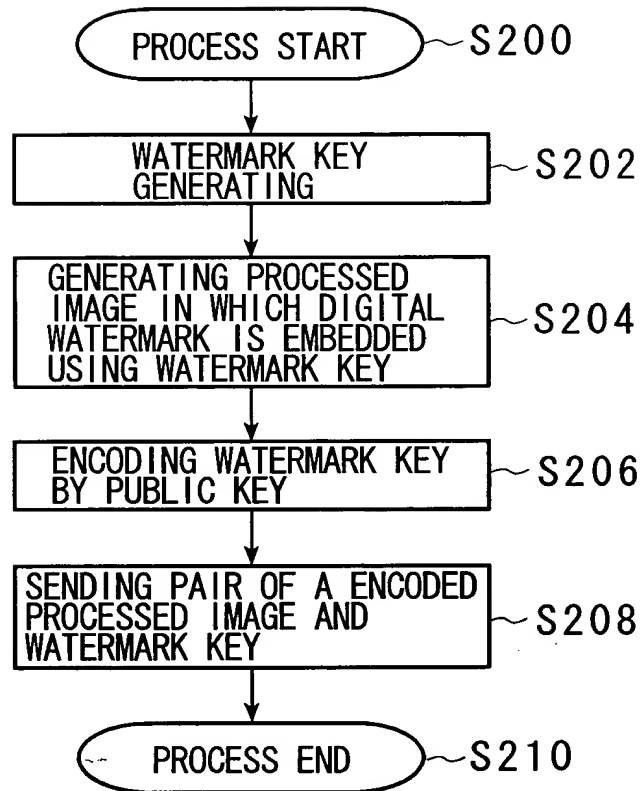 PROCESS START
S200
WATERMARK KEY
GENERATING
S202
GENERATING PROCESSED
IMAGE IN WHICH DIGITAL
WATERMARK IS EMBEDDED
USING WATERMARK KEY
S204
ENCODING WATERMARK KEY
BY PUBLIC KEY
S206
SENDING PAIR OF A ENCODED
PROCESSED IMAGE AND
WATERMARK KEY
S208
PROCESS END
S210